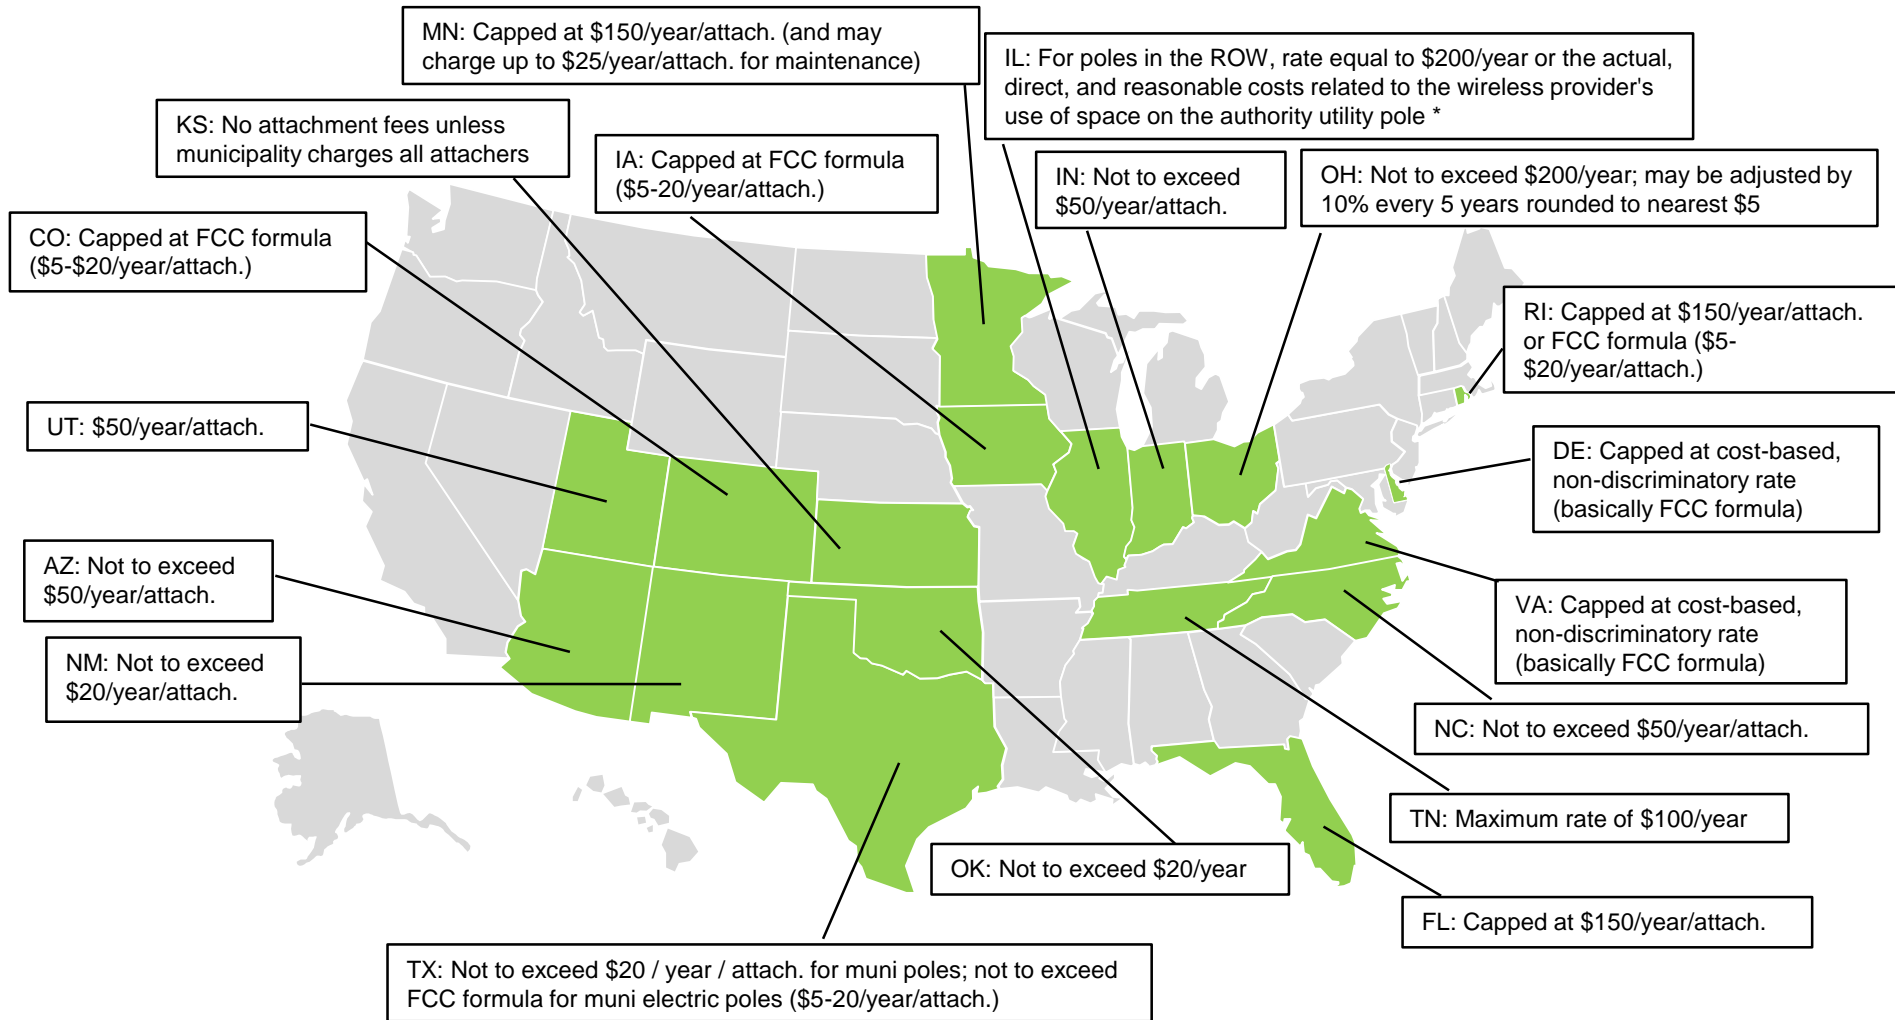 MN: Capped at $150/year/attach. (and may
charge up to $25/year/attach. for maintenance)
IL: For poles in the ROW, rate equal to $200/year or the actual,
direct, and reasonable costs related to the wireless provider's
use of space on the authority utility pole *
KS: No attachment fees unless
municipality charges all attachers
IA: Capped at FCC formula
($5-20/year/attach.)
IN: Not to exceed
$50/year/attach.
OH: Not to exceed $200/year; may be adjusted by
10% every 5 years rounded to nearest $5
CO: Capped at FCC formula
($5-$20/year/attach.)
RI: Capped at $150/year/attach.
or FCC formula ($5-
$20/year/attach.)
UT: $50/year/attach.
DE: Capped at cost-based,
non-discriminatory rate
(basically FCC formula)
AZ: Not to exceed
$50/year/attach.
VA: Capped at cost-based,
non-discriminatory rate
(basically FCC formula)
NM: Not to exceed
$20/year/attach.
NC: Not to exceed $50/year/attach.
TN: Maximum rate of $100/year
OK: Not to exceed $20/year
FL: Capped at $150/year/attach.
TX: Not to exceed $20 / year / attach. for muni poles; not to exceed
FCC formula for muni electric poles ($5-20/year/attach.)